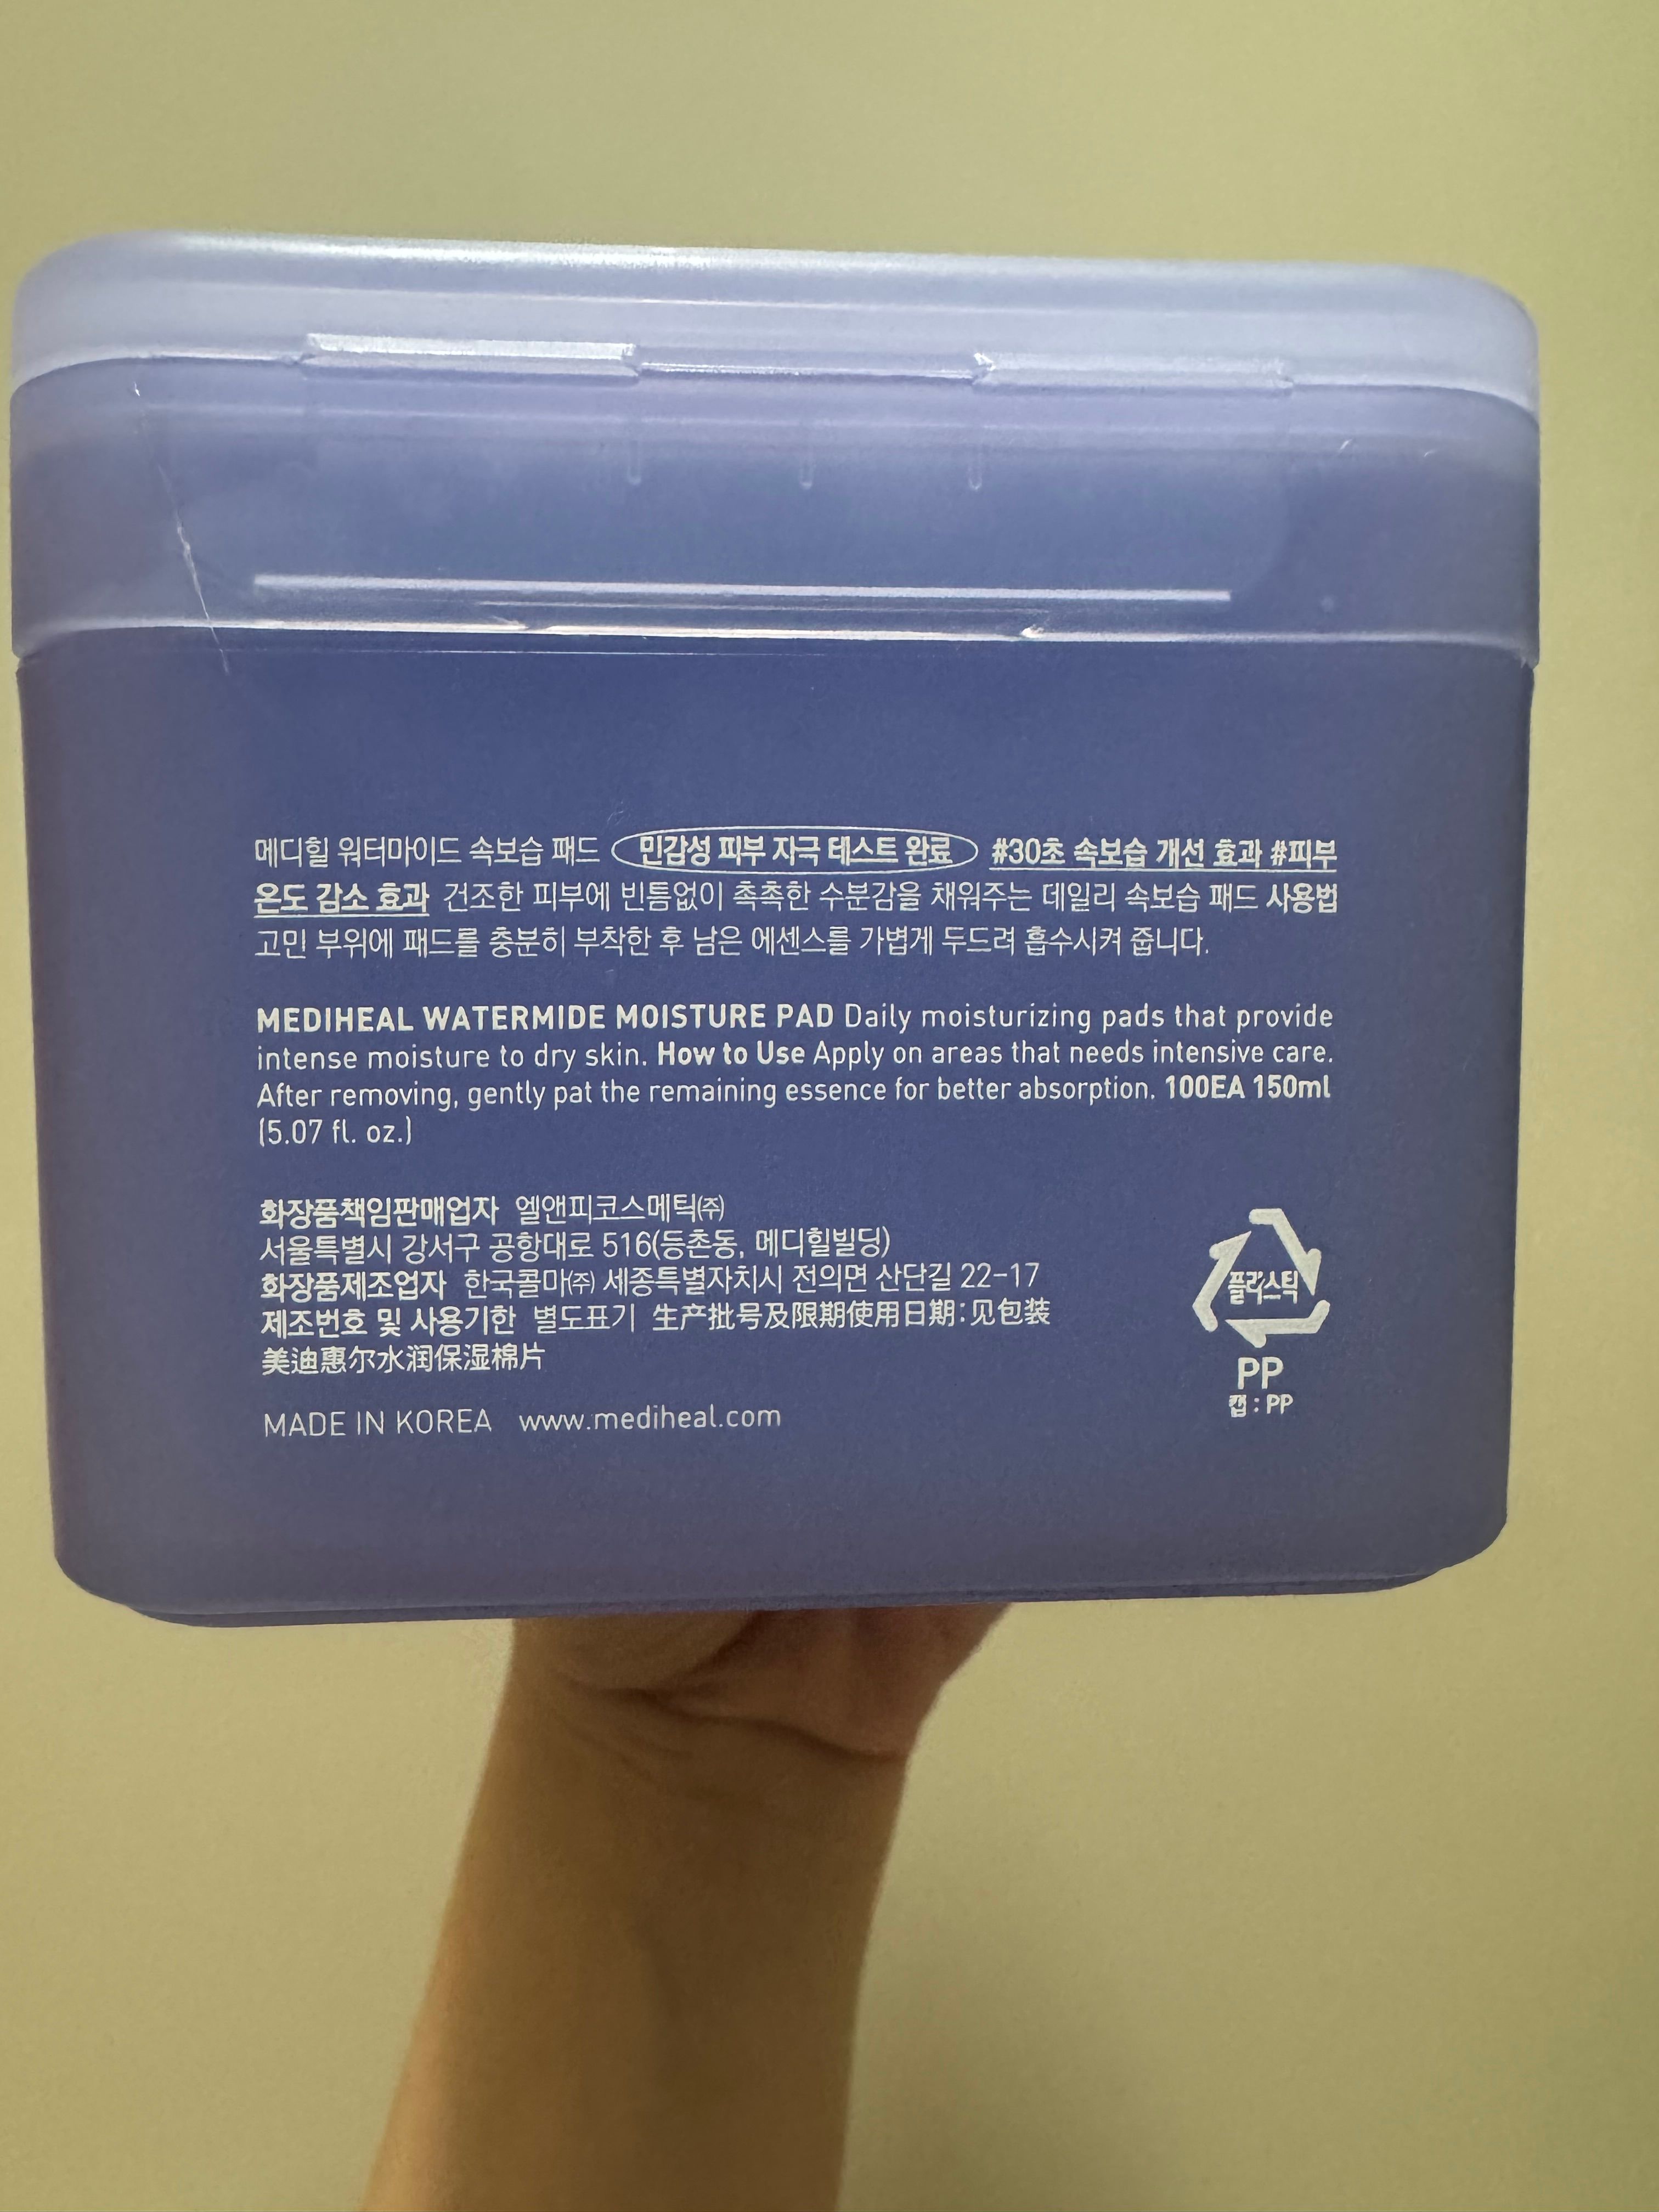 메디힐 워터마이드 속보습 패드 민감성 피부 자극 테스트 완료 #30초 속보습 개선 효과 #피부
온도 감소 효과 건조한 피부에 빈틈없이 촉촉한 수분감을 채워주는 데일리 속보습 패드 사용법
고민 부위에 패드를 충분히 부착한 후 남은 에센스를 가볍게 두드려 흡수시켜 줍니다.
MEDIHEAL WATERMIDE MOISTURE PAD Daily moisturizing pads that provide
intense moisture to dry skin. How to Use Apply on areas that needs intensive care.
After removing, gently pat the remaining essence for better absorption. 100EA 150ml
(5.07 fl. oz.)
화장품책임판매업자 엘앤피코스메틱㈜
서울특별시 강서구 공항대로 516(등촌동, 메디힐빌딩)
화장품제조업자 한국콜마㈜ 세종특별자치시 전의면 산단길 22-17
제조번호 및 사용기한 별도표기 生产批号及限期使用日期:见包装
美迪惠尔水润保湿棉片
MADE IN KOREA www.mediheal.com
플라스틱
PP
캡 : PP